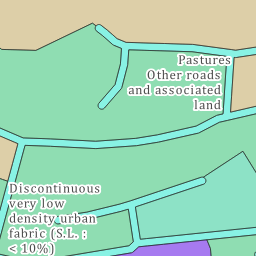 Pastures
Other roads
and associated
land
Discontinuous
very low
density urban
fabric (S.L. :
< 10%)